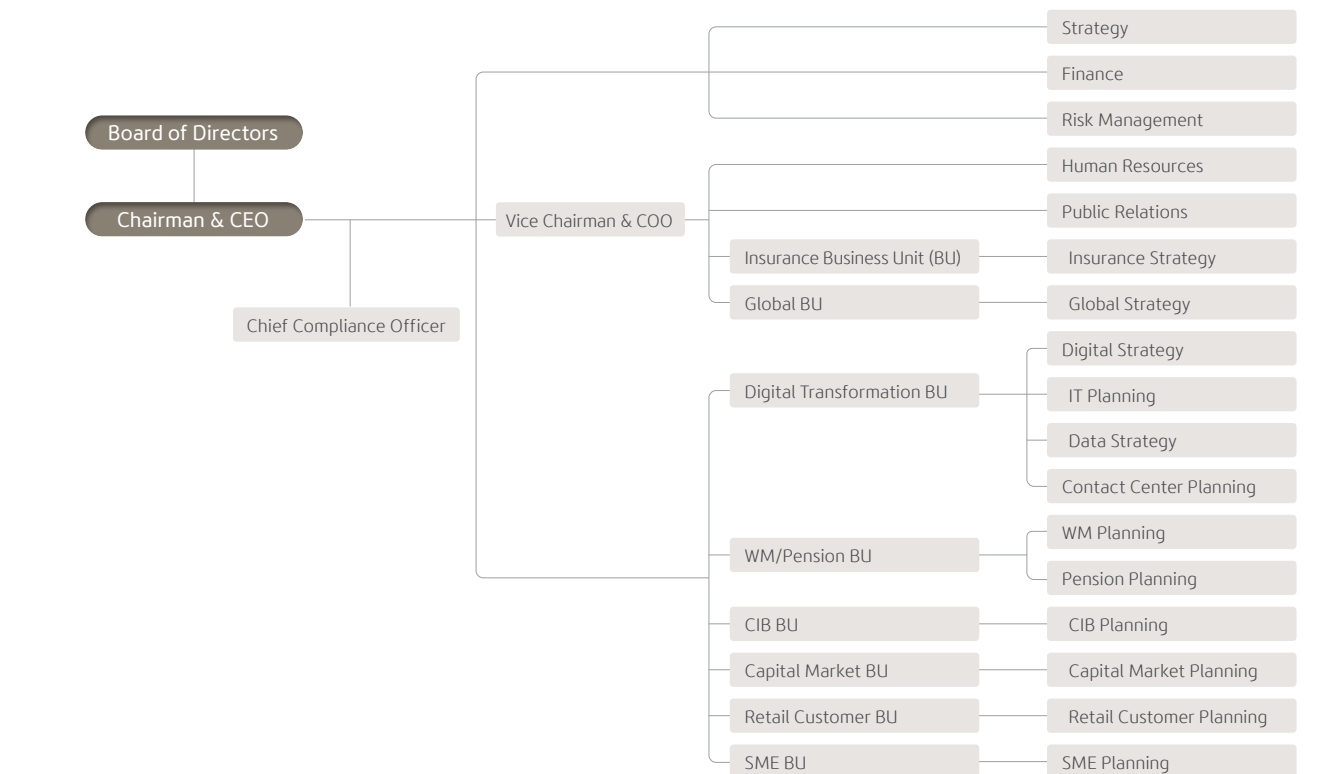 Board of Directors
Chairman & CEO
Chief Compliance Officer
Vice Chairman & COO
Strategy
Finance
Risk Management
Human Resources
Public Relations
Insurance Business Unit (BU)
Insurance Strategy
Global BU
Global Strategy
Digital Transformation BU
Digital Strategy
IT Planning
Data Strategy
Contact Center Planning
WM/Pension BU
WM Planning
Pension Planning
CIB BU
CIB Planning
Capital Market BU
Capital Market Planning
Retail Customer BU
Retail Customer Planning
SME BU
SME Planning